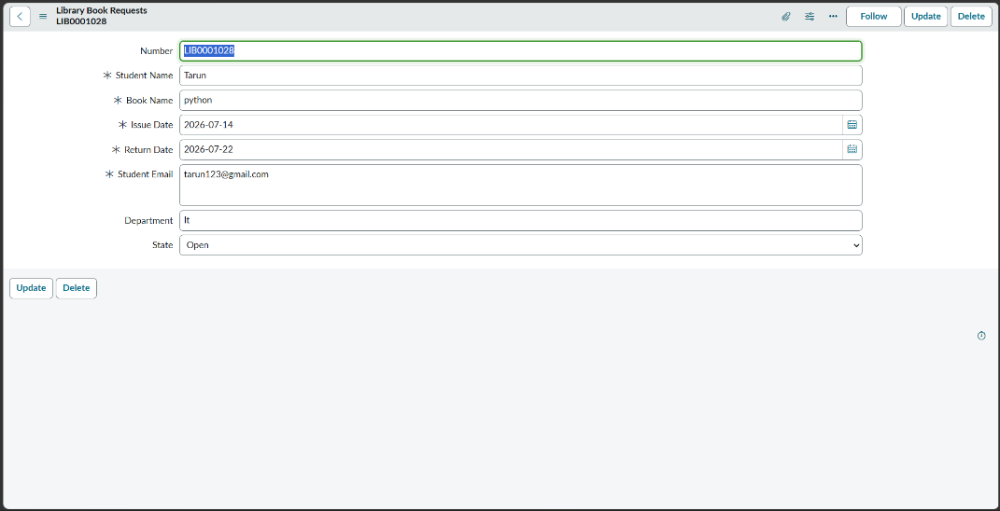 Library Book Requests
LIB0001028
Follow
Update
Delete
Number LIB0001028
Student Name Tarun
Book Name python
Issue Date 2026-07-14
Return Date 2026-07-22
Student Email tarun123@gmail.com
Department It
State Open
Update
Delete